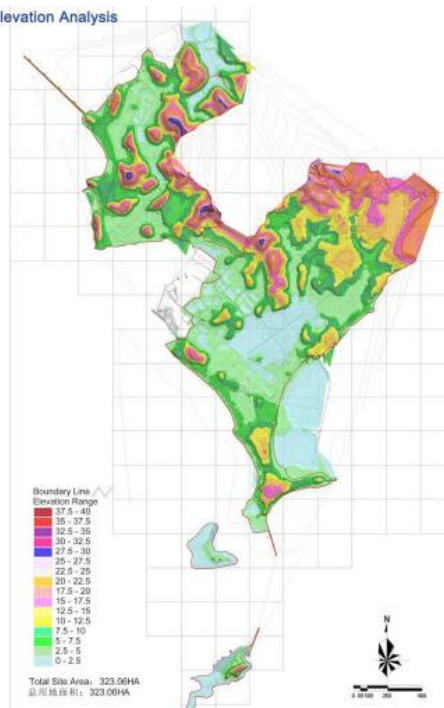 levation Analysis
N
Boundary Line
Elevation Range
37.5 - 40
35 - 37.5
32.5 - 35
30 - 32.5
27.5 - 30
25 - 27.5
22.5 - 25
20 - 22.5
17.5 - 20
15 - 17.5
12.5 - 15
10 - 12.5
7.5 - 10
5 - 7.5
2.5 - 5
0 - 2.5
Total Site Area: 323.06HA
总用地面积: 323.06HA